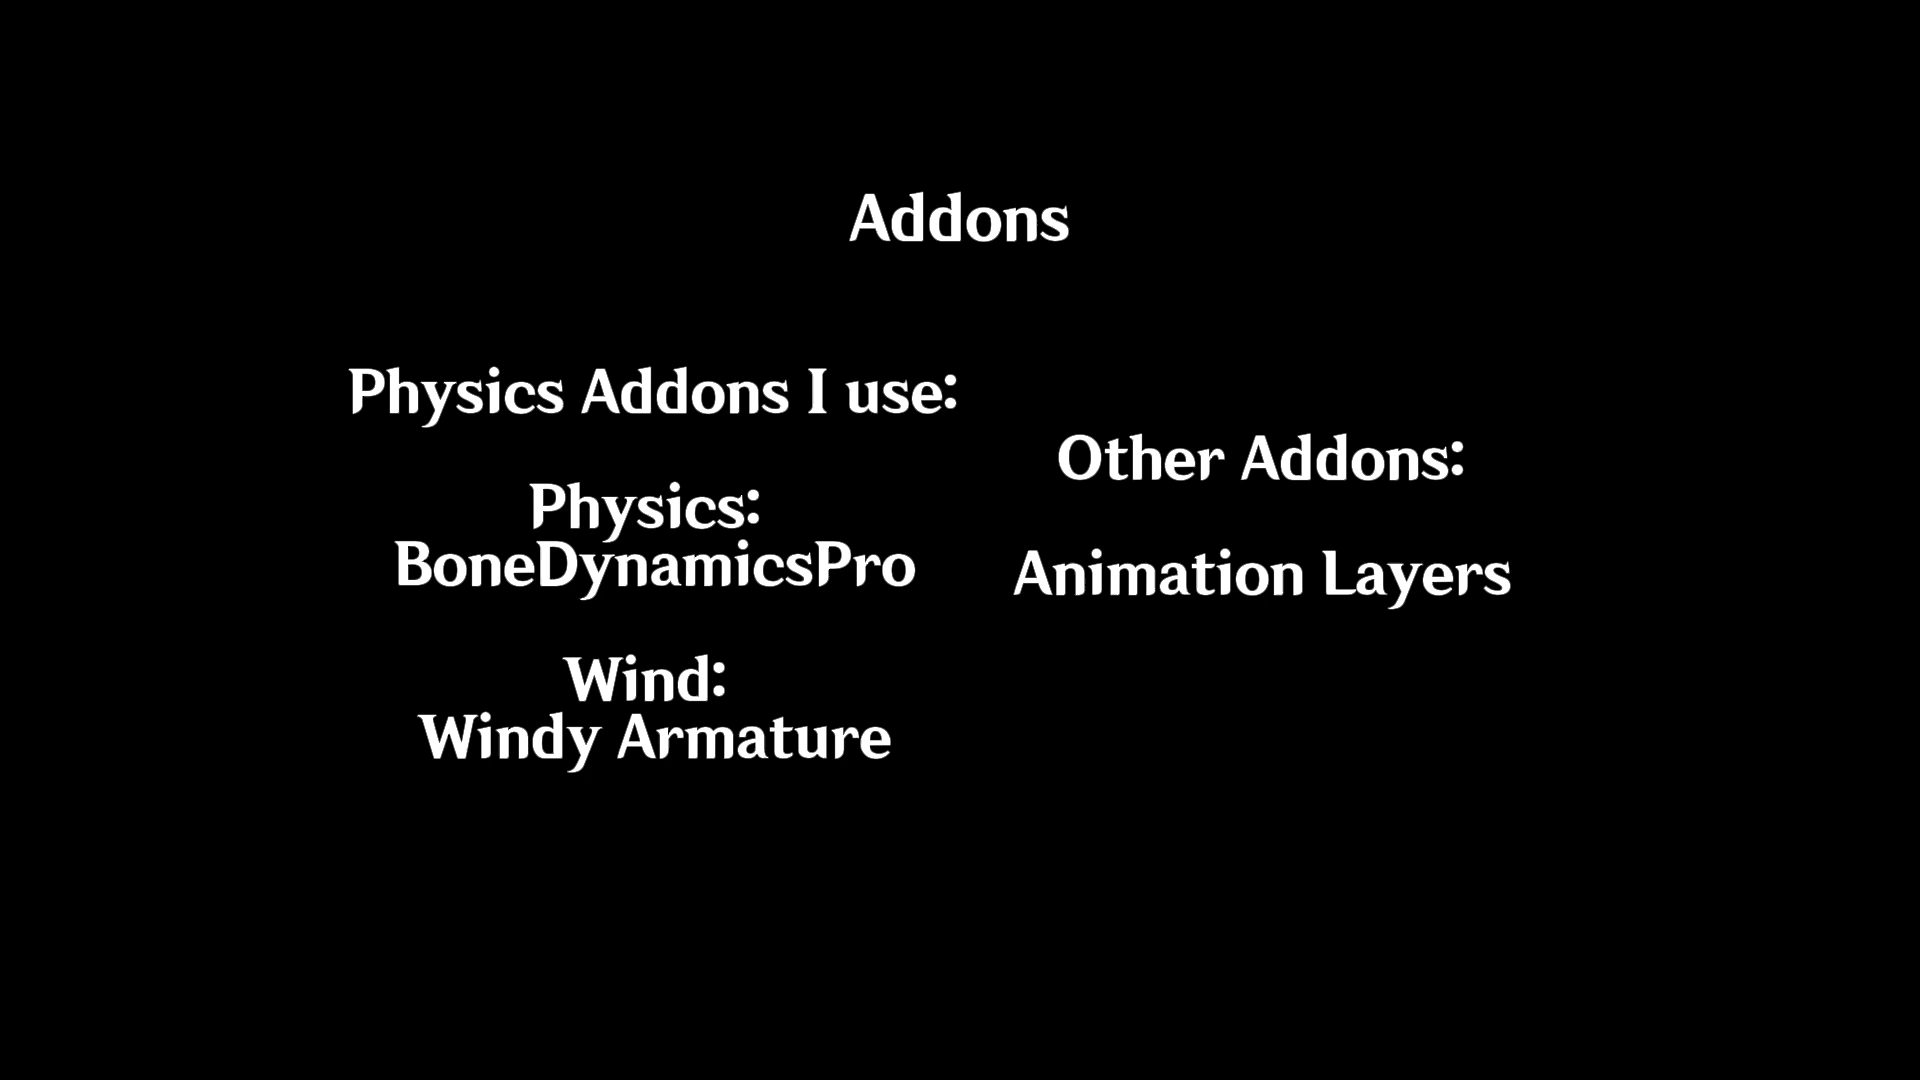 Addons
Physics Addons I use:
Physics:
BoneDynamicsPro
Wind:
Windy Armature
Other Addons:
Animation Layers